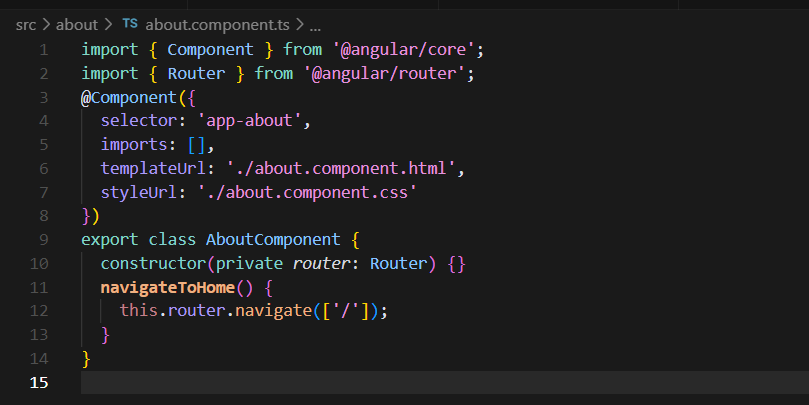 src > about > TS about.component.ts > ...
1 import { Component } from '@angular/core';
2 import { Router } from '@angular/router';
3 @Component({
4   selector: 'app-about',
5   imports: [],
6   templateUrl: './about.component.html',
7   styleUrl: './about.component.css'
8 })
9 export class AboutComponent {
10   constructor(private router: Router) {}
11   navigateToHome() {
12     this.router.navigate(['/']);
13   }
14 }
15